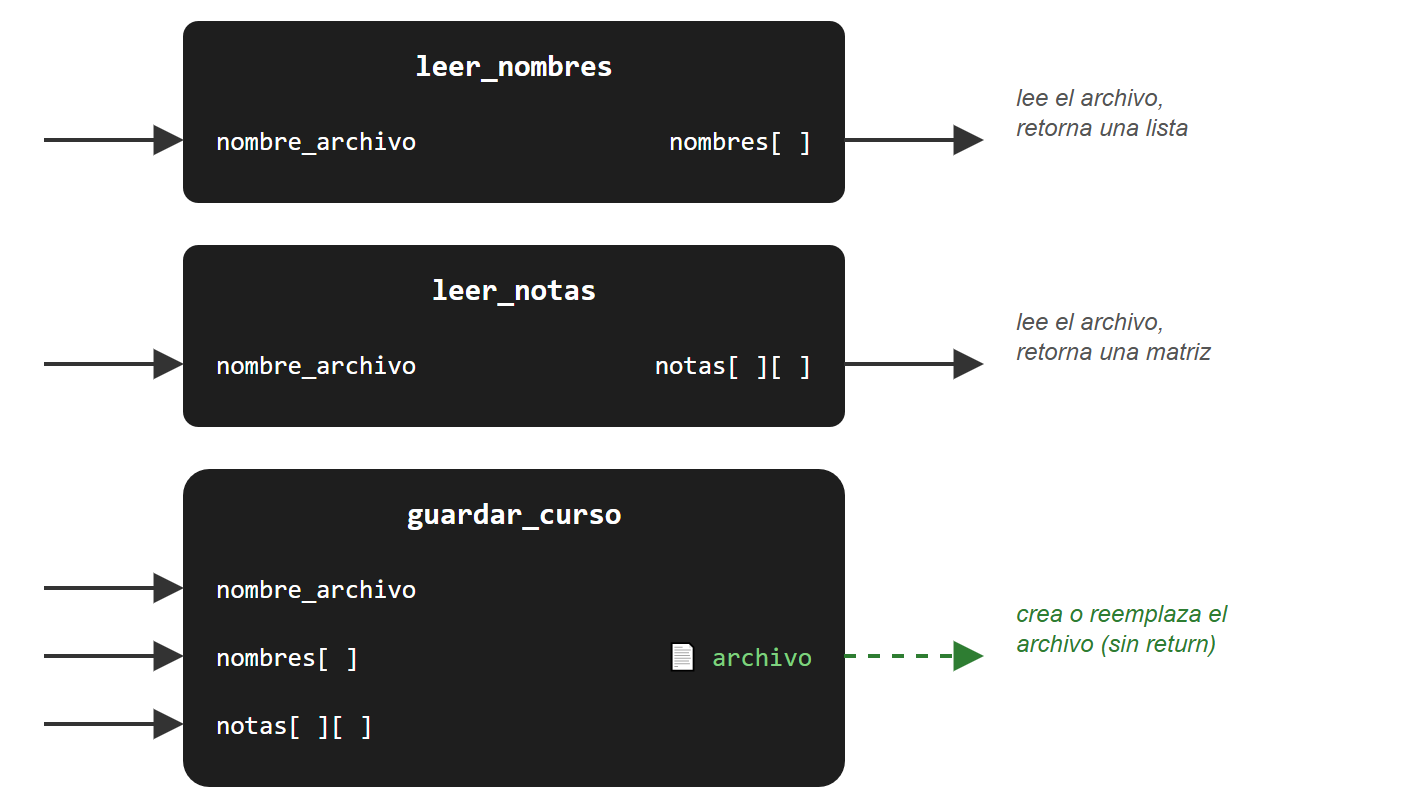 leer_nombres
nombre_archivo
nombres[ ]
lee el archivo,
retorna una lista
leer_notas
nombre_archivo
notas[ ][ ]
lee el archivo,
retorna una matriz
guardar_curso
nombre_archivo
nombres[ ]
archivo
notas[ ][ ]
crea o reemplaza el
archivo (sin return)